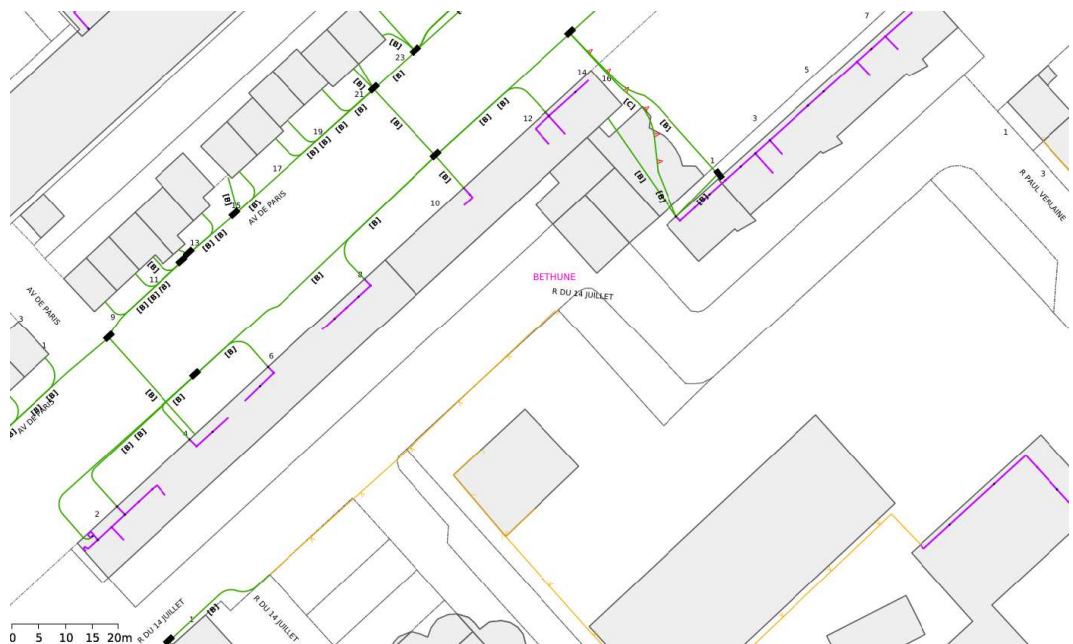 7
23
[B]
[B]
[B]
14
16
5
21
[B]
[B]
[C]
[B]
[B]
[B]
[B]
12
[B]
3
19
[B]
[B]
[B]
1
1
17
[B]
[B]
[B]
3
R PAUL VERLAINE
[B]
15
[B]
10
[B]
[B]
AV DE PARIS
[B]
13
[B]
[B]
[B]
11
[B]
8
BETHUNE
R DU 14 JUILLET
AV DE PARIS
[B]
[B]
[B]
9
3
1
[B]
6
[B]
[B]
[B]
[B]
AV DE PARIS
4
[B]
[B]
2
R DU 14 JUILLET
R DU 14 JUILLET
[B]
1
0
5
10
15
20m